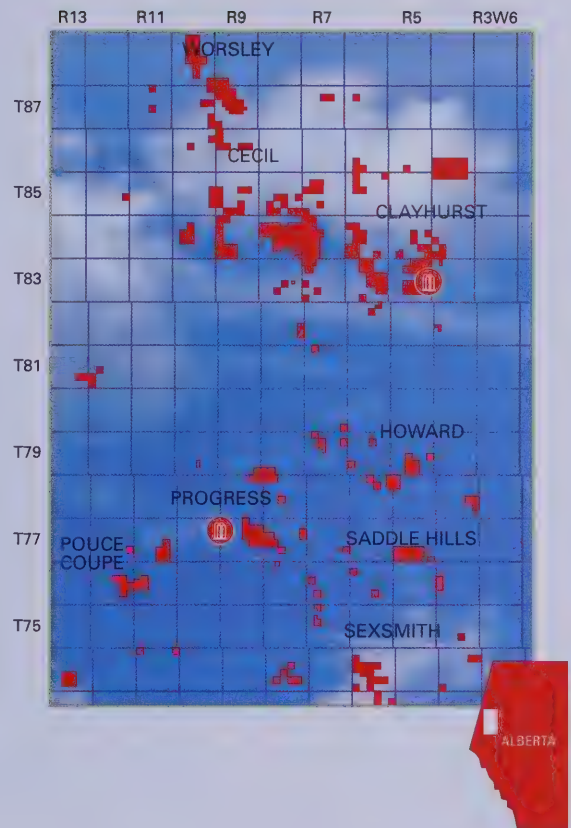 R13 R11 R9 R7 R5 R3W6
WORSLEY
T87
CECIL
T85
CLAYHURST
T83
T81
HOWARD
T79
PROGRESS
POUCE
COUPE
T77
SADDLE HILLS
T75
SEXSMITH
ALBERTA